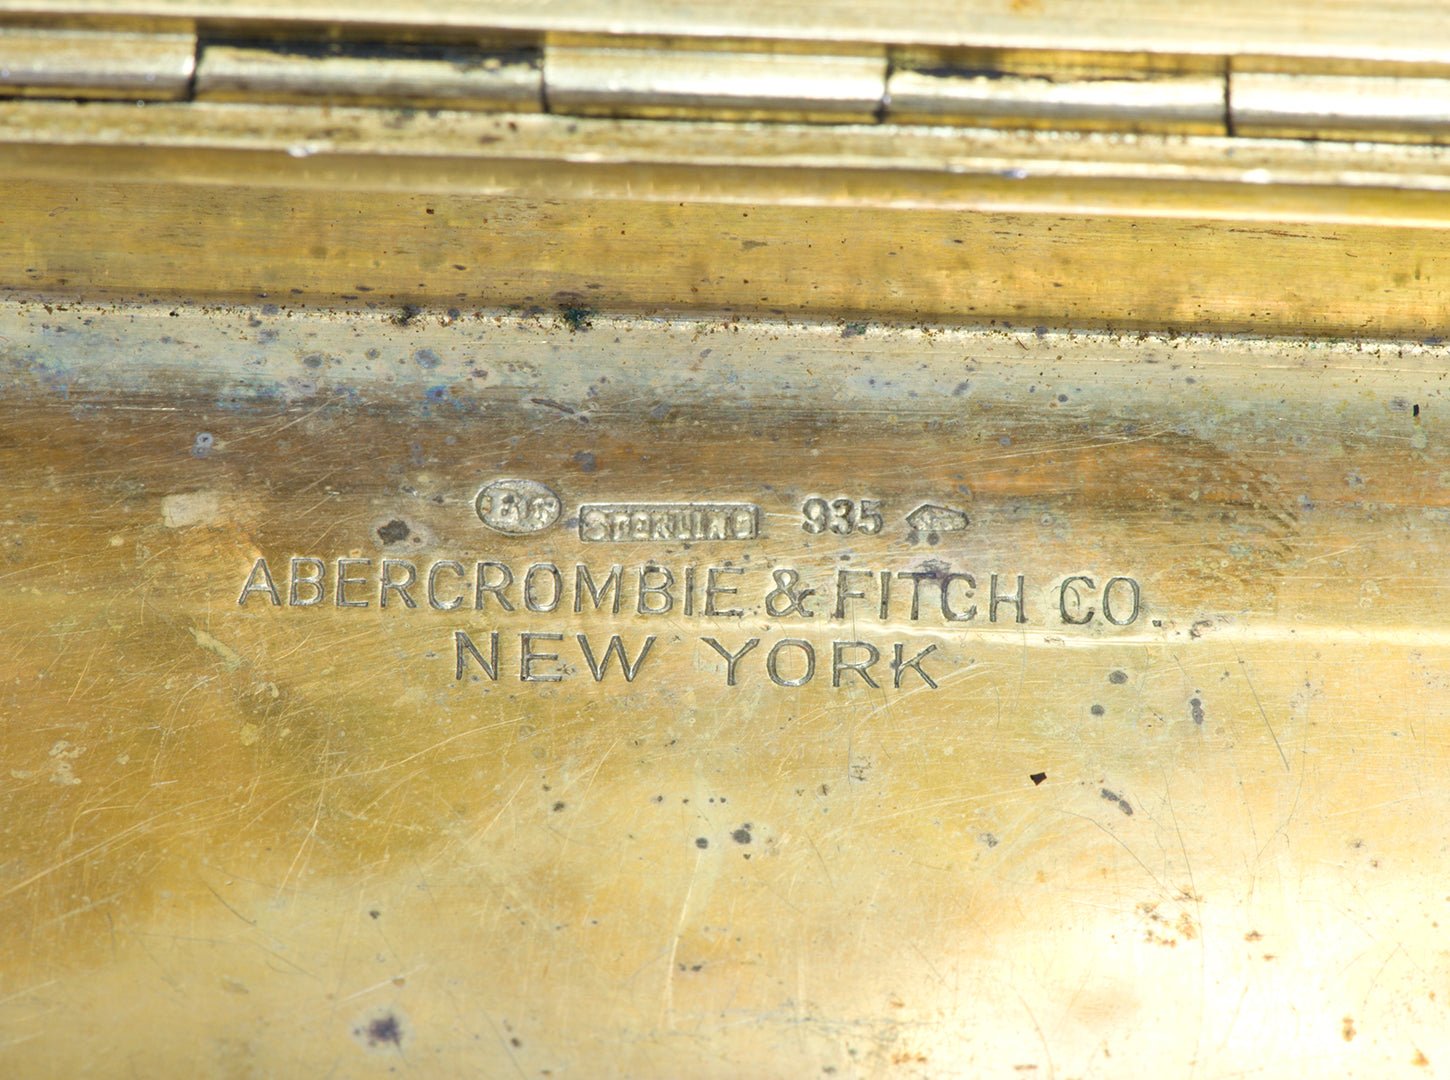 STERLING 935
ABERCROMBIE & FITCH CO.
NEW YORK